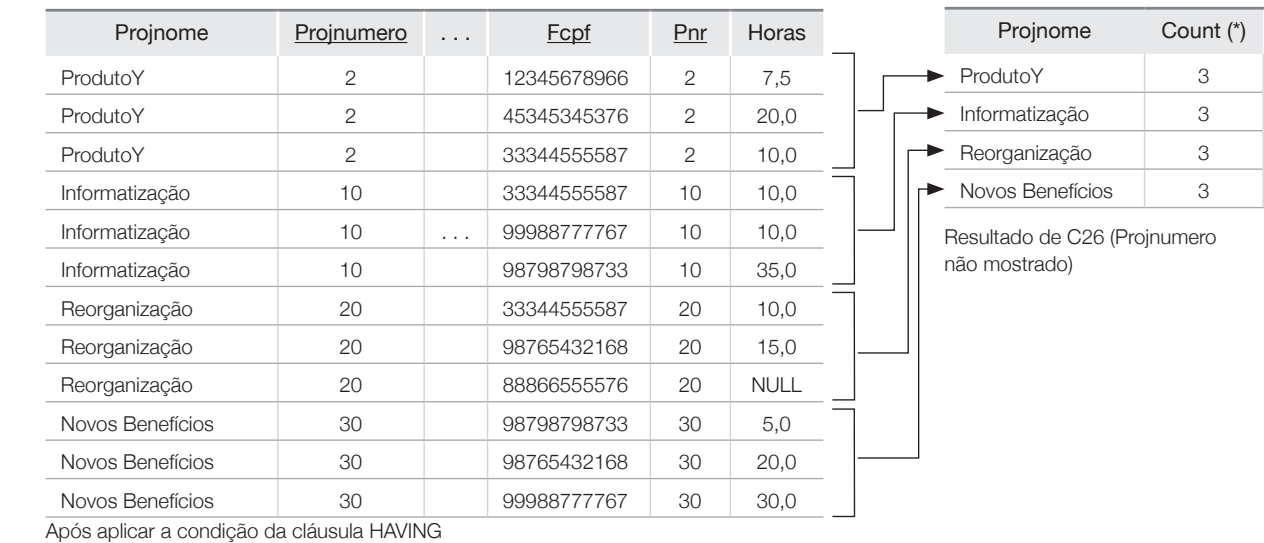 Projnome Projnumero . . . Fcpf Pnr Horas
ProdutoY 2 12345678966 2 7,5
ProdutoY 2 45345345376 2 20,0
ProdutoY 2 33344555587 2 10,0
Informatização 10 33344555587 10 10,0
Informatização 10 . . . 99988777767 10 10,0
Informatização 10 98798798733 10 35,0
Reorganização 20 33344555587 20 10,0
Reorganização 20 98765432168 20 15,0
Reorganização 20 88866555576 20 NULL
Novos Benefícios 30 98798798733 30 5,0
Novos Benefícios 30 98765432168 30 20,0
Novos Benefícios 30 99988777767 30 30,0
Após aplicar a condição da cláusula HAVING
Projnome Count (*)
ProdutoY 3
Informatização 3
Reorganização 3
Novos Benefícios 3
Resultado de C26 (Projnumero
não mostrado)